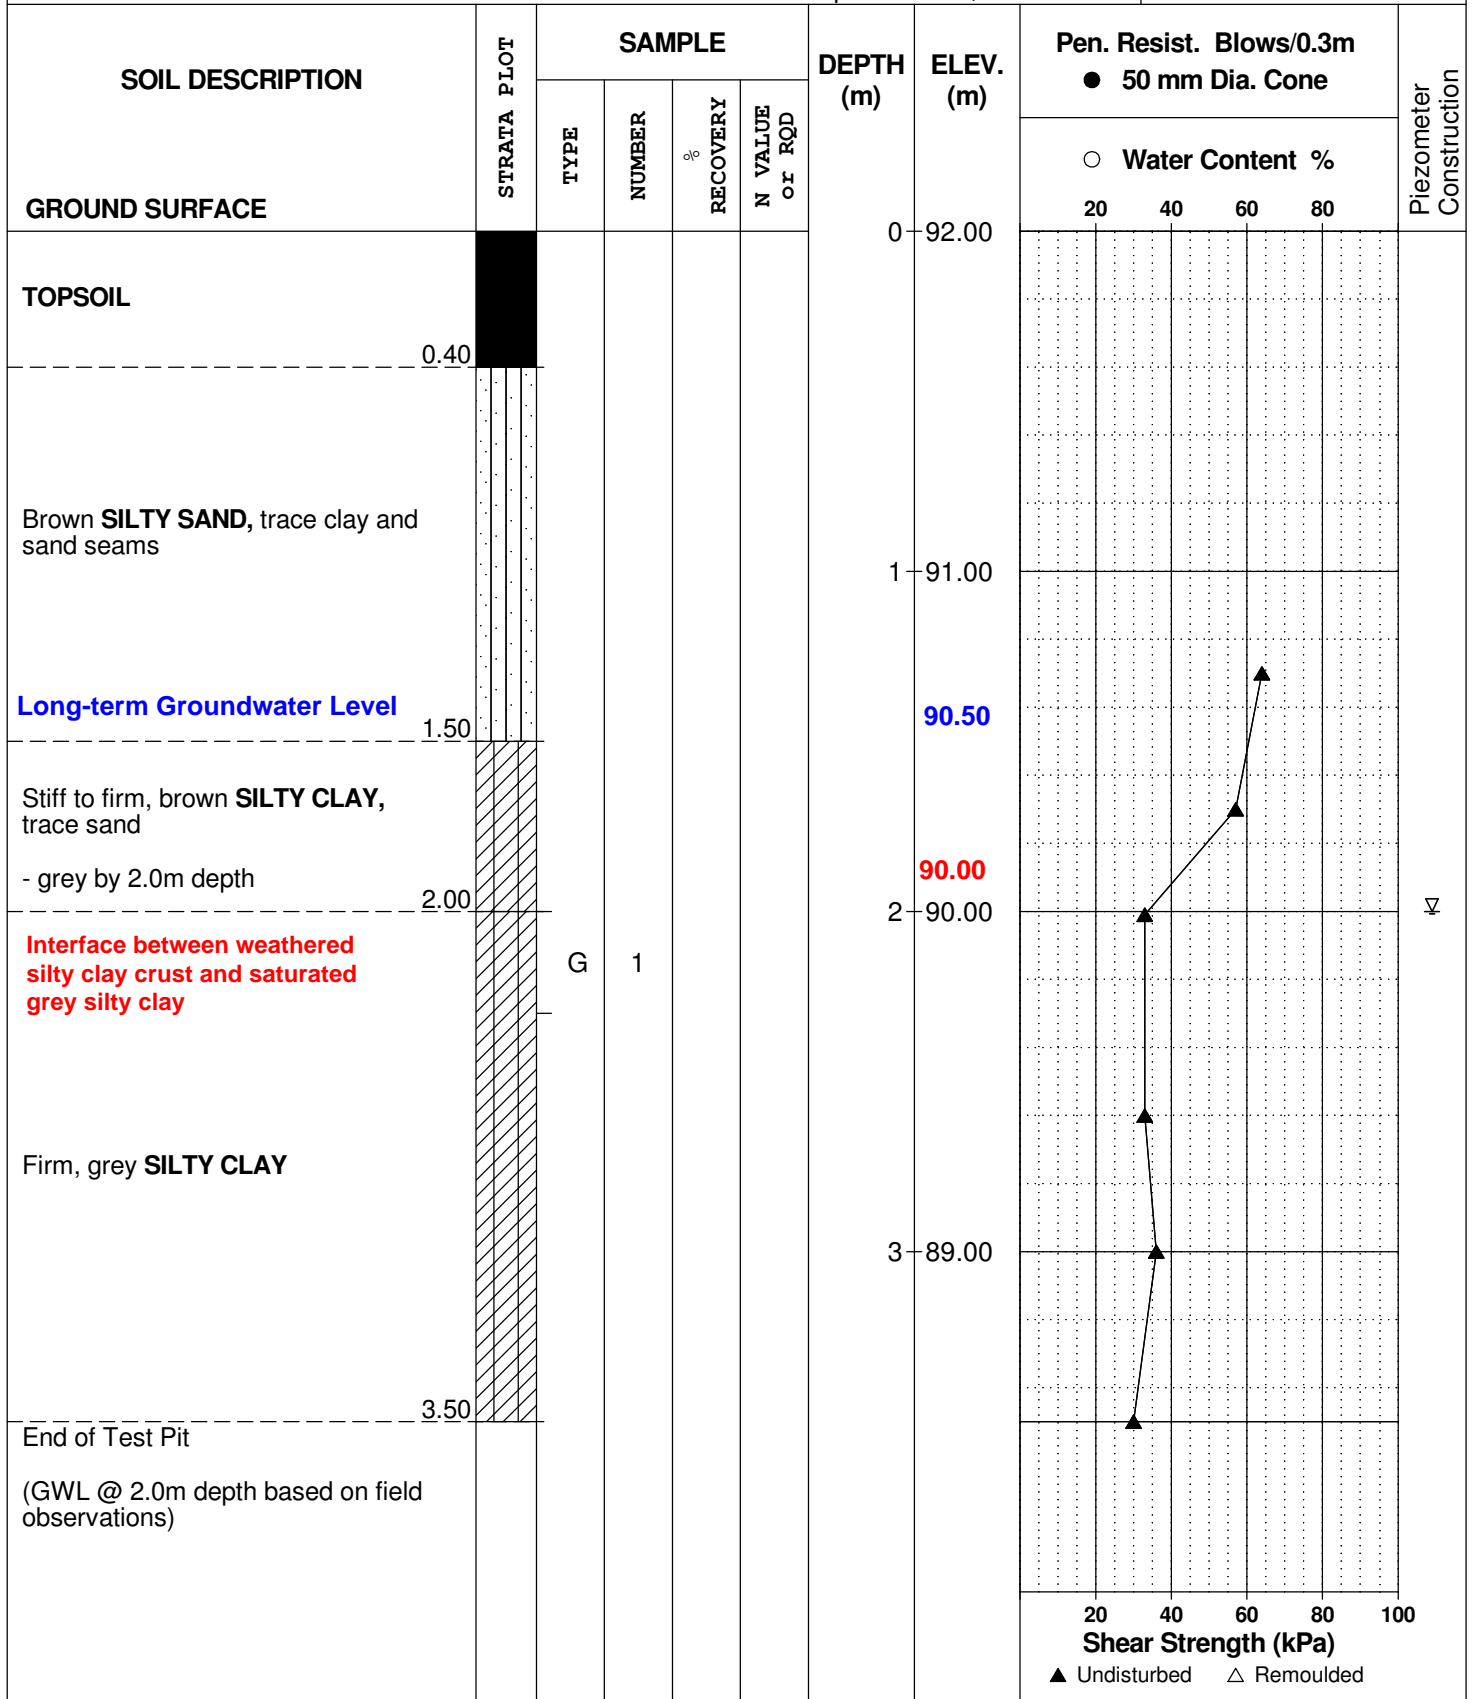 SOIL DESCRIPTION
GROUND SURFACE
STRATA PLOT
SAMPLE
TYPE
NUMBER
%
RECOVERY
N VALUE
or RQD
DEPTH
(m)
ELEV.
(m)
Pen. Resist. Blows/0.3m
● 50 mm Dia. Cone
○ Water Content %
20 40 60 80
Piezometer
Construction
0 92.00
TOPSOIL
0.40
Brown SILTY SAND, trace clay and
sand seams
1 91.00
Long-term Groundwater Level
90.50
1.50
Stiff to firm, brown SILTY CLAY,
trace sand
- grey by 2.0m depth
90.00
2.00
2 90.00
Interface between weathered
silty clay crust and saturated
grey silty clay
G 1
Firm, grey SILTY CLAY
3 89.00
3.50
End of Test Pit
(GWL @ 2.0m depth based on field
observations)
20 40 60 80 100
Shear Strength (kPa)
▲ Undisturbed △ Remoulded